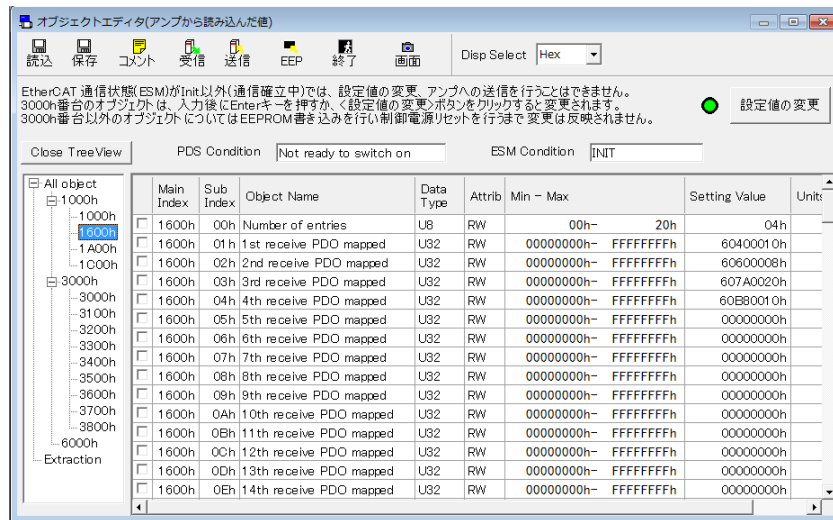 オブジェクトエディタ(アンプから読み込んだ値)
読込 保存 コメント 受信 送信 EEP 終了 画面 Disp Select Hex
EtherCAT 通信状態(ESM)がInit以外(通信確立中)では、設定値の変更、アンプへの送信を行うことはできません。
3000h番台のオブジェクトは、入力後にEnterキーを押すか、<設定値の変更>ボタンをクリックすると変更されます。
3000h番台以外のオブジェクトについてはEEPROM書き込みを行い制御電源リセットを行うまで変更は反映されません。
設定値の変更
Close TreeView PDS Condition Not ready to switch on ESM Condition INIT
All object
1000h
1000h
1600h
1A00h
1C00h
3000h
3000h
3100h
3200h
3300h
3400h
3500h
3600h
3700h
3800h
6000h
Extraction
Main Index Sub Index Object Name Data Type Attrib Min - Max Setting Value Units
1600h 00h Number of entries U8 RW 00h- 20h 04h
1600h 01h 1st receive PDO mapped U32 RW 00000000h- FFFFFFFFh 60400010h
1600h 02h 2nd receive PDO mapped U32 RW 00000000h- FFFFFFFFh 60600008h
1600h 03h 3rd receive PDO mapped U32 RW 00000000h- FFFFFFFFh 607A0020h
1600h 04h 4th receive PDO mapped U32 RW 00000000h- FFFFFFFFh 60B80010h
1600h 05h 5th receive PDO mapped U32 RW 00000000h- FFFFFFFFh 00000000h
1600h 06h 6th receive PDO mapped U32 RW 00000000h- FFFFFFFFh 00000000h
1600h 07h 7th receive PDO mapped U32 RW 00000000h- FFFFFFFFh 00000000h
1600h 08h 8th receive PDO mapped U32 RW 00000000h- FFFFFFFFh 00000000h
1600h 09h 9th receive PDO mapped U32 RW 00000000h- FFFFFFFFh 00000000h
1600h 0Ah 10th receive PDO mapped U32 RW 00000000h- FFFFFFFFh 00000000h
1600h 0Bh 11th receive PDO mapped U32 RW 00000000h- FFFFFFFFh 00000000h
1600h 0Ch 12th receive PDO mapped U32 RW 00000000h- FFFFFFFFh 00000000h
1600h 0Dh 13th receive PDO mapped U32 RW 00000000h- FFFFFFFFh 00000000h
1600h 0Eh 14th receive PDO mapped U32 RW 00000000h- FFFFFFFFh 00000000h